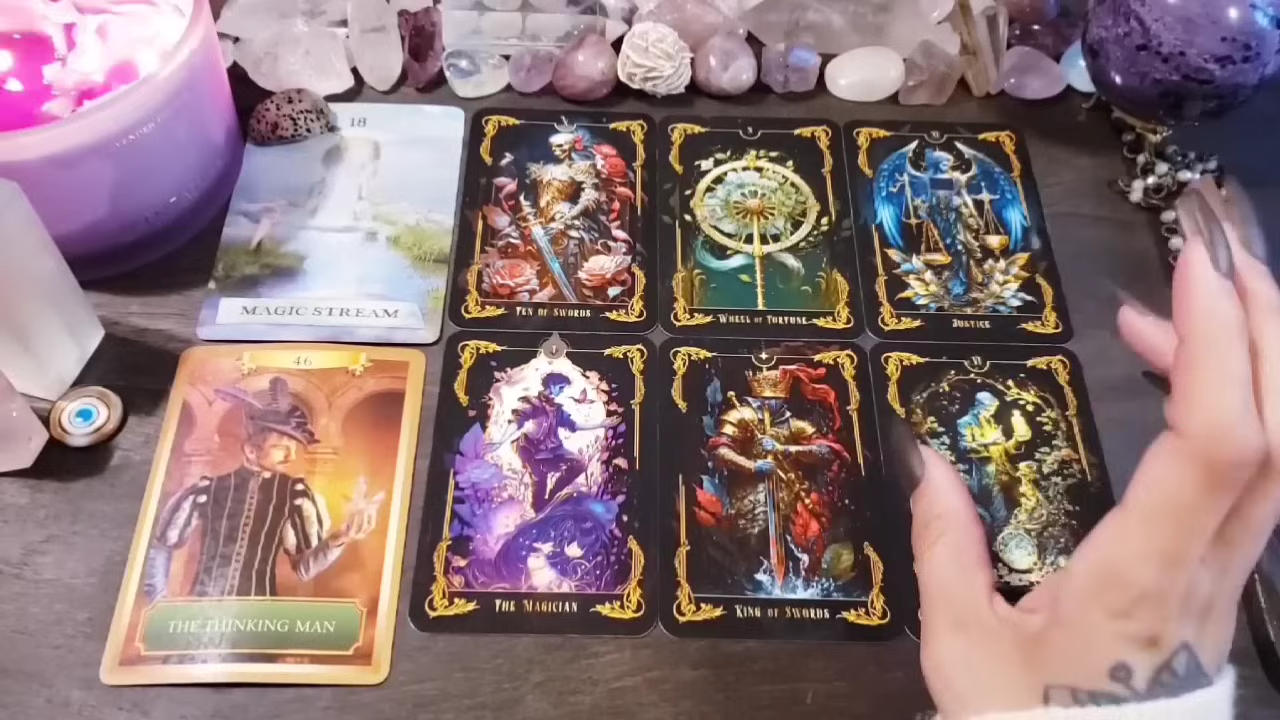 18
MAGIC STREAM
TEN OF SWORDS
X
WHEEL OF FORTUNE
JUSTICE
46
THE THINKING MAN
THE MAGICIAN
KING OF SWORDS
VI